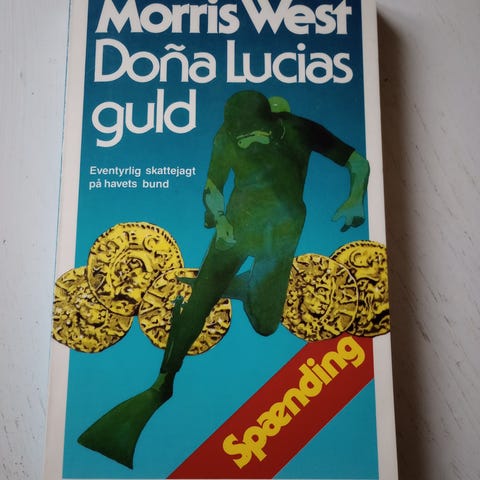 Morris West
Doña Lucias
guld
Eventyrlig skattejagt
på havets bund
Spænding